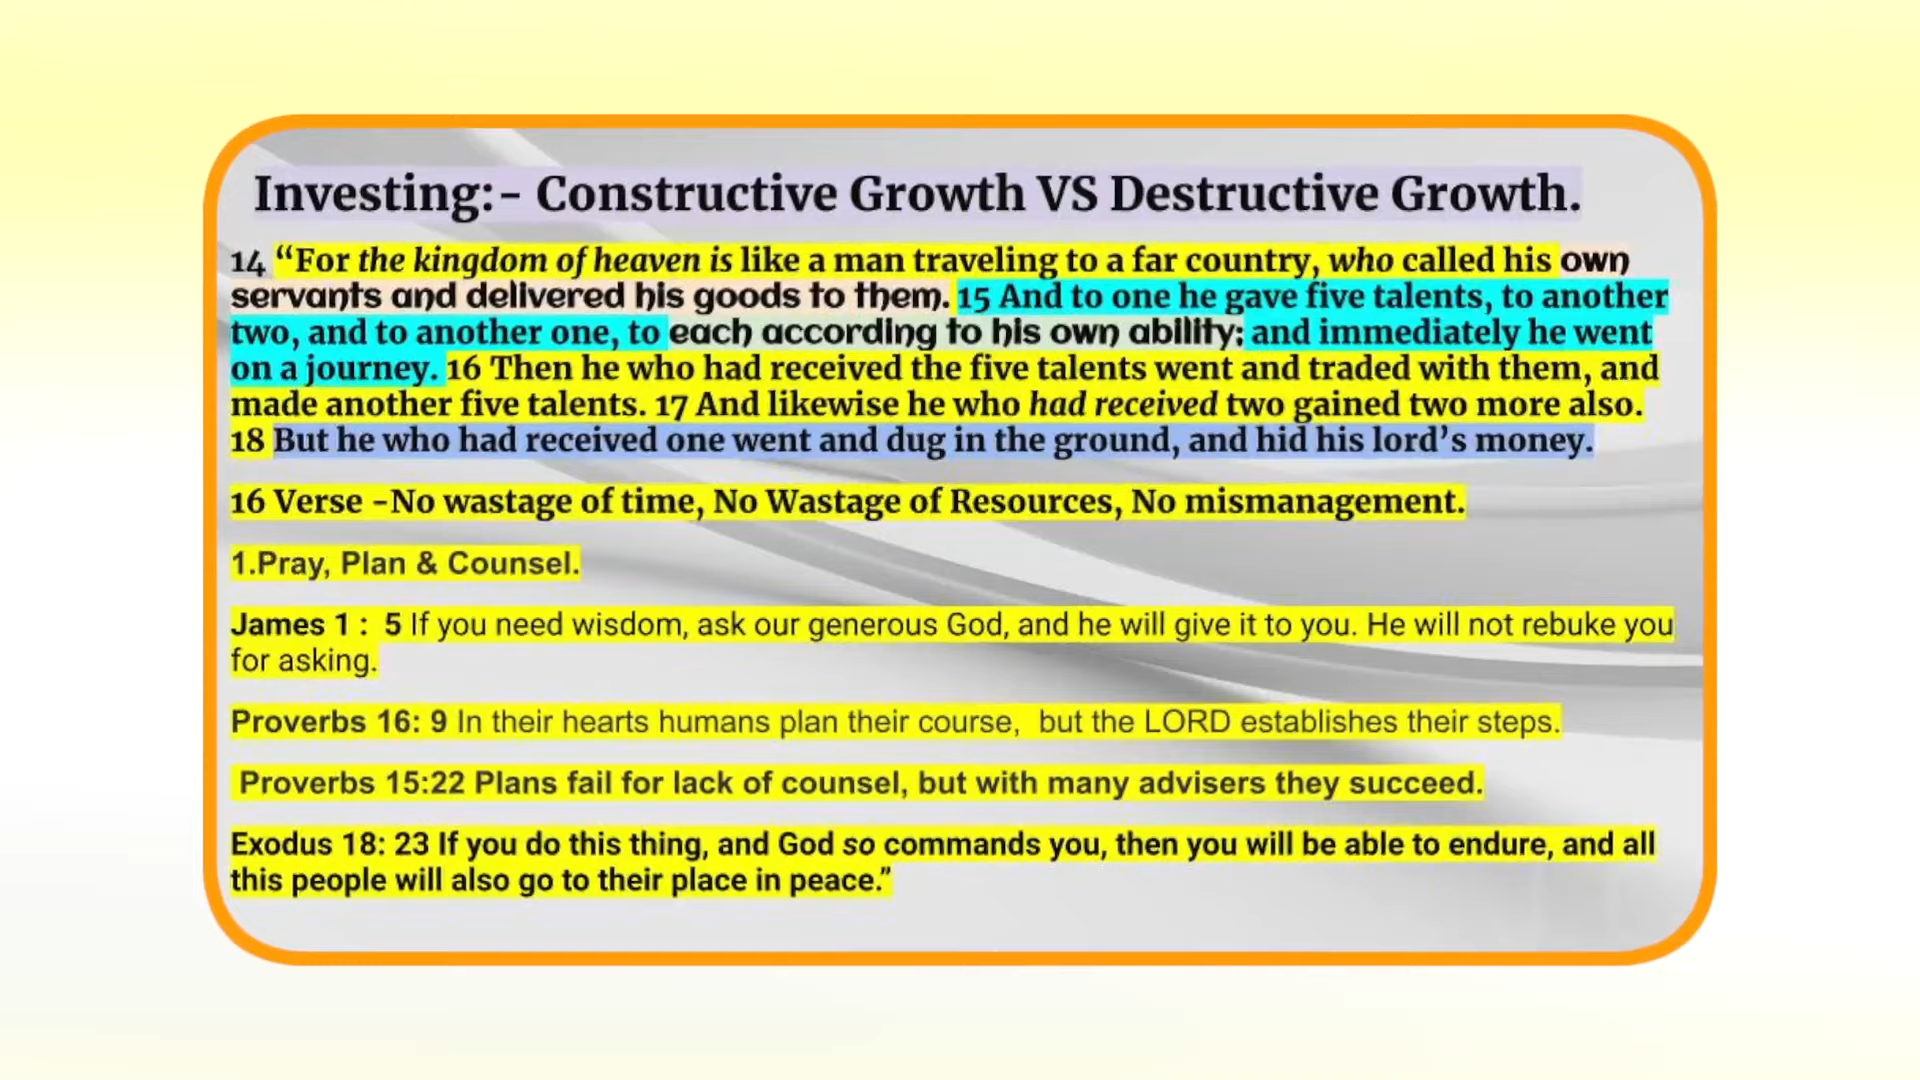 Investing:- Constructive Growth VS Destructive Growth.
14 “For the kingdom of heaven is like a man traveling to a far country, who called his own
servants and delivered his goods to them. 15 And to one he gave five talents, to another
two, and to another one, to each according to his own ability; and immediately he went
on a journey. 16 Then he who had received the five talents went and traded with them, and
made another five talents. 17 And likewise he who had received two gained two more also.
18 But he who had received one went and dug in the ground, and hid his lord’s money.
16 Verse -No wastage of time, No Wastage of Resources, No mismanagement.
1.Pray, Plan & Counsel.
James 1 : 5 If you need wisdom, ask our generous God, and he will give it to you. He will not rebuke you
for asking.
Proverbs 16: 9 In their hearts humans plan their course, but the LORD establishes their steps.
Proverbs 15:22 Plans fail for lack of counsel, but with many advisers they succeed.
Exodus 18: 23 If you do this thing, and God so commands you, then you will be able to endure, and all
this people will also go to their place in peace.”